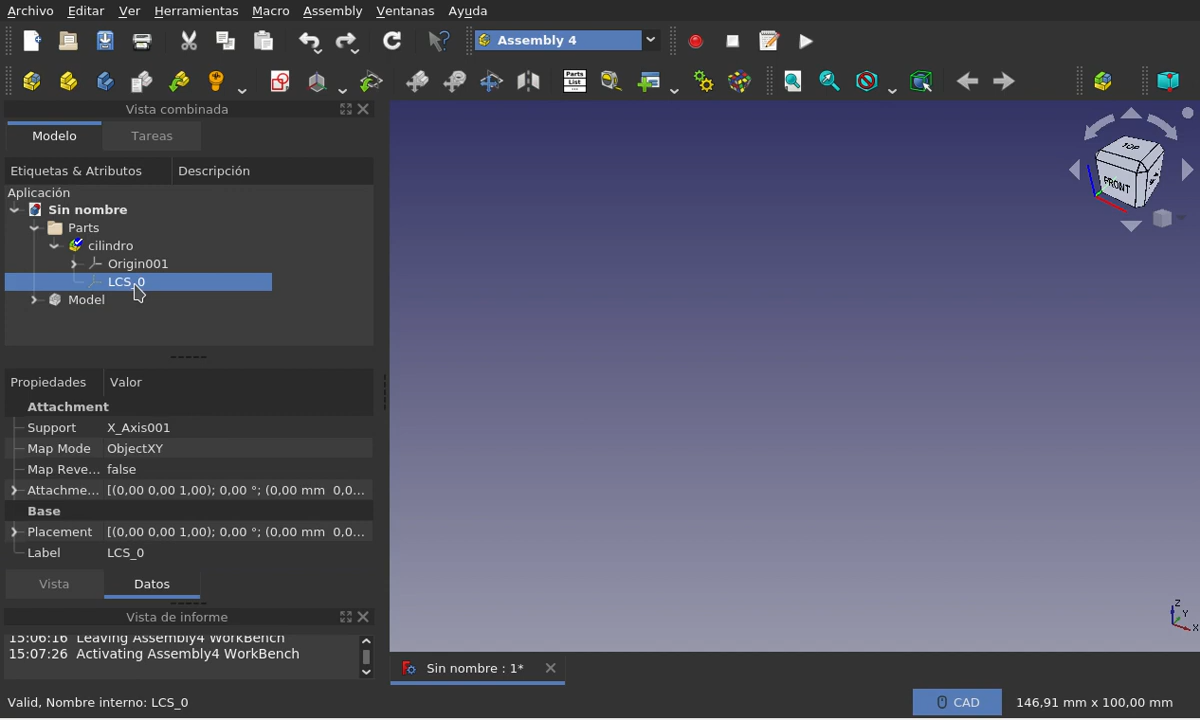 Archivo Editar Ver Herramientas Macro Assembly Ventanas Ayuda
Assembly 4
Parts
List
Vista combinada
Modelo Tareas
Etiquetas & Atributos Descripción
Aplicación
Sin nombre
Parts
cilindro
Origin001
LCS_0
Model
TOP
FRONT
Propiedades Valor
Attachment
Support X_Axis001
Map Mode ObjectXY
Map Reve... false
Attachme... [(0,00 0,00 1,00); 0,00 °; (0,00 mm 0,0...
Base
Placement [(0,00 0,00 1,00); 0,00 °; (0,00 mm 0,0...
Label LCS_0
Vista Datos
Vista de informe
15:06:16 Leaving Assembly4 WorkBench
15:07:26 Activating Assembly4 WorkBench
Z
Y
X
Sin nombre : 1*
Valid, Nombre interno: LCS_0
CAD
146,91 mm x 100,00 mm